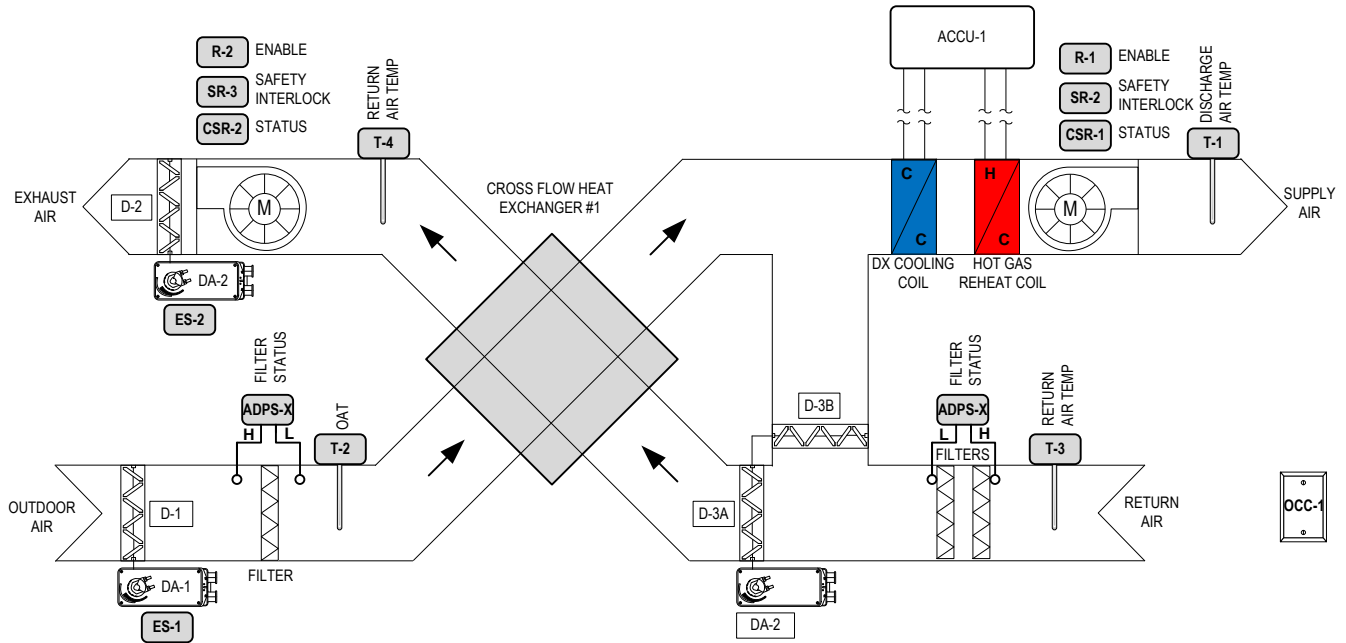 ACCU-1
R-2 ENABLE
SR-3 SAFETY
INTERLOCK
CSR-2 STATUS
RETURN
AIR TEMP
T-4
R-1 ENABLE
SR-2 SAFETY
INTERLOCK
CSR-1 STATUS
DISCHARGE
AIR TEMP
T-1
EXHAUST
AIR
D-2
M
CROSS FLOW HEAT
EXCHANGER #1
C
C
H
C
M
SUPPLY
AIR
DX COOLING
COIL
HOT GAS
REHEAT COIL
DA-2
ES-2
FILTER
STATUS
ADPS-X
H L
OAT
T-2
D-3B
FILTER
STATUS
ADPS-X
L H
FILTERS
RETURN
AIR TEMP
T-3
OUTDOOR
AIR
D-1
D-3A
RETURN
AIR
OCC-1
FILTER
DA-1
ES-1
DA-2